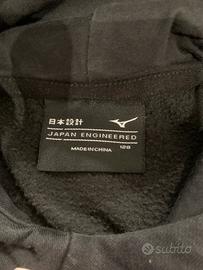 日本設計
JAPAN ENGINEERED
MADE IN CHINA 128
subito